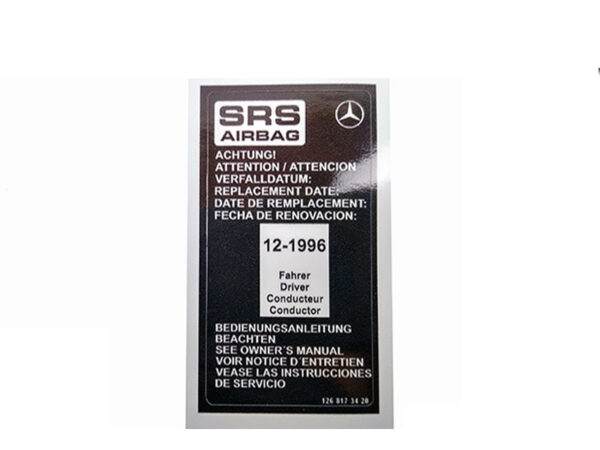 SRS
AIRBAG
ACHTUNG!
ATTENTION / ATTENCION
VERFALLDATUM:
REPLACEMENT DATE:
DATE DE REMPLACEMENT:
FECHA DE RENOVACION:
12-1996
Fahrer
Driver
Conducteur
Conductor
BEDIENUNGSANLEITUNG
BEACHTEN
SEE OWNER´S MANUAL
VOIR NOTICE D´ENTRETIEN
VEASE LAS INSTRUCCIONES
DE SERVICIO
126 817 34 20